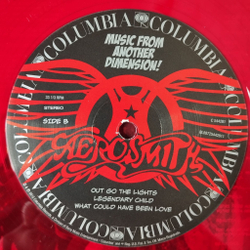 COLUMBIA
COLUMBIA
MUSIC FROM
ANOTHER
DIMENSION!
STEREO
SIDE B
AEROSMITH
OUT GO THE LIGHTS
LEGENDARY CHILD
WHAT COULD HAVE BEEN LOVE
COLUMBIA
COLUMBIA